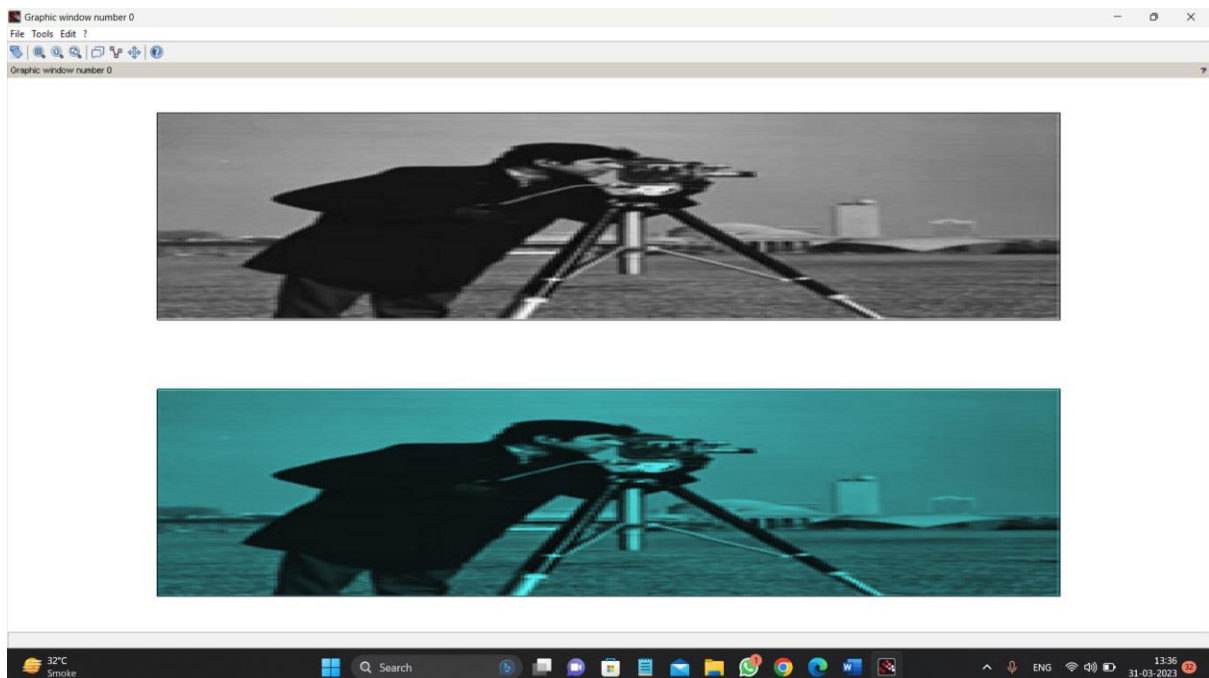 Graphic window number 0
File Tools Edit ?
Graphic window number 0 ?
32°C
Smoke
Search
ENG
13:36
31-03-2023
32